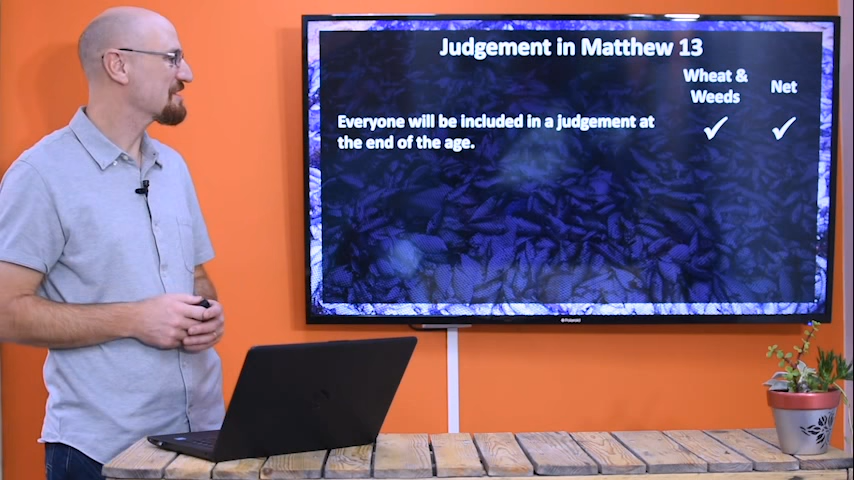 Judgement in Matthew 13
Wheat &
Weeds
Net
Everyone will be included in a judgement at
the end of the age.
✓ ✓
Polaroid